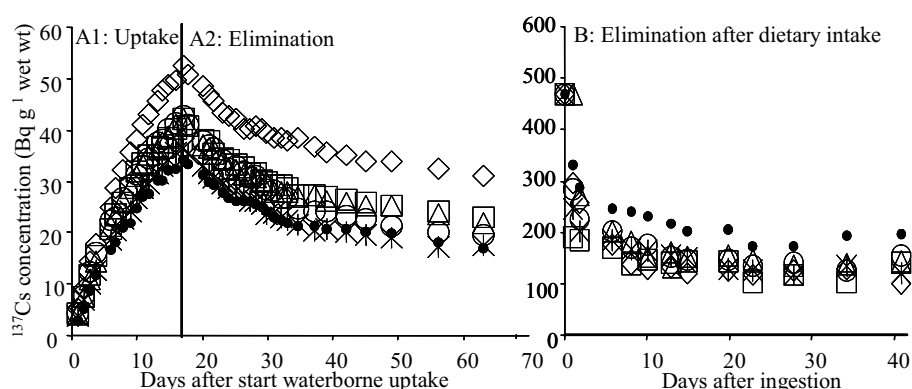 A1: Uptake
A2: Elimination
B: Elimination after dietary intake
¹³⁷Cs concentration (Bq g⁻¹ wet wt)
60
50
40
30
20
10
0
0 10 20 30 40 50 60 70
Days after start waterborne uptake
600
500
400
300
200
100
0
0 10 20 30 40
Days after ingestion